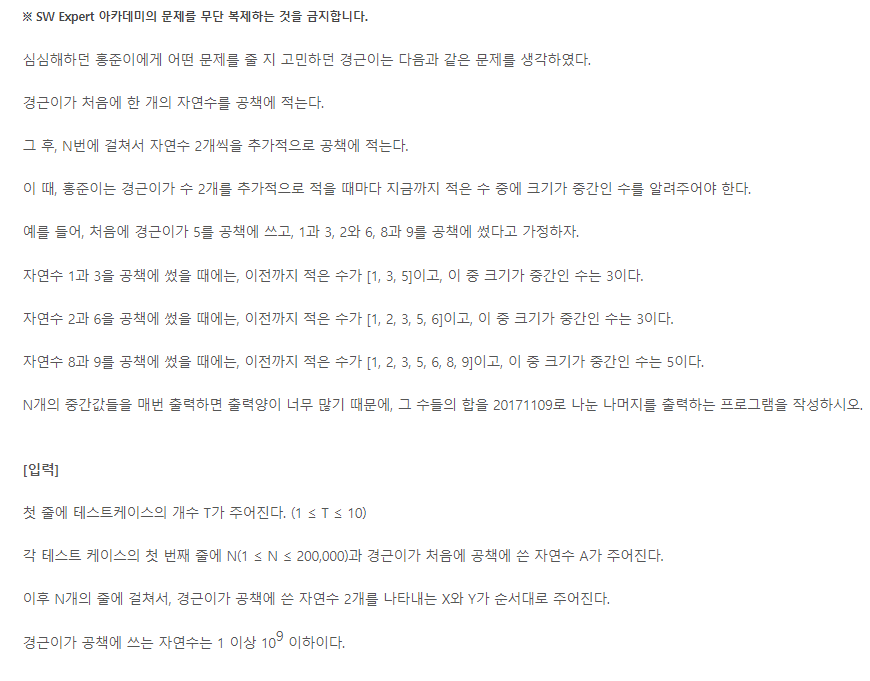 ※ SW Expert 아카데미의 문제를 무단 복제하는 것을 금지합니다.
심심해하던 홍준이에게 어떤 문제를 줄 지 고민하던 경근이는 다음과 같은 문제를 생각하였다.
경근이가 처음에 한 개의 자연수를 공책에 적는다.
그 후, N번에 걸쳐서 자연수 2개씩을 추가적으로 공책에 적는다.
이 때, 홍준이는 경근이가 수 2개를 추가적으로 적을 때마다 지금까지 적은 수 중에 크기가 중간인 수를 알려주어야 한다.
예를 들어, 처음에 경근이가 5를 공책에 쓰고, 1과 3, 2와 6, 8과 9를 공책에 썼다고 가정하자.
자연수 1과 3을 공책에 썼을 때에는, 이전까지 적은 수가 [1, 3, 5]이고, 이 중 크기가 중간인 수는 3이다.
자연수 2과 6을 공책에 썼을 때에는, 이전까지 적은 수가 [1, 2, 3, 5, 6]이고, 이 중 크기가 중간인 수는 3이다.
자연수 8과 9를 공책에 썼을 때에는, 이전까지 적은 수가 [1, 2, 3, 5, 6, 8, 9]이고, 이 중 크기가 중간인 수는 5이다.
N개의 중간값들을 매번 출력하면 출력양이 너무 많기 때문에, 그 수들의 합을 20171109로 나눈 나머지를 출력하는 프로그램을 작성하시오.
[입력]
첫 줄에 테스트케이스의 개수 T가 주어진다. (1 ≤ T ≤ 10)
각 테스트 케이스의 첫 번째 줄에 N(1 ≤ N ≤ 200,000)과 경근이가 처음에 공책에 쓴 자연수 A가 주어진다.
이후 N개의 줄에 걸쳐서, 경근이가 공책에 쓴 자연수 2개를 나타내는 X와 Y가 순서대로 주어진다.
경근이가 공책에 쓰는 자연수는 1 이상 10⁹ 이하이다.